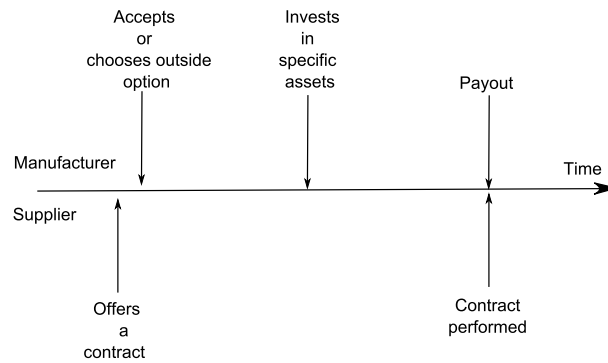 Accepts
or
chooses outside
option
Invests
in
specific
assets
Payout
Manufacturer
Time
Supplier
Offers
a
contract
Contract
performed